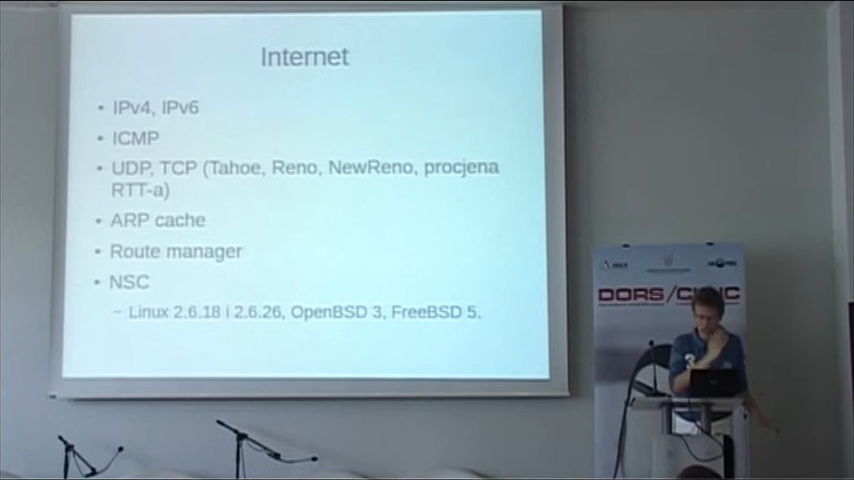 Internet
• IPv4, IPv6
• ICMP
• UDP, TCP (Tahoe, Reno, NewReno, procjena
RTT-a)
• ARP cache
• Route manager
• NSC
– Linux 2.6.18 i 2.6.26, OpenBSD 3, FreeBSD 5.
DORS/CLUC